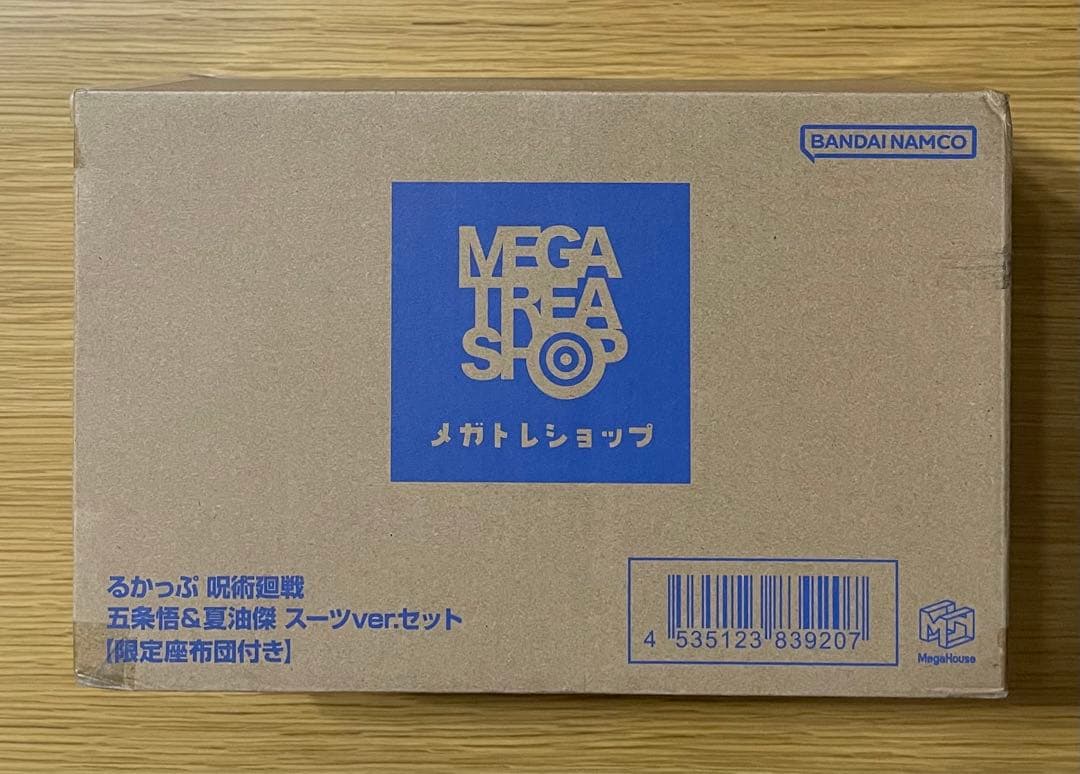 BANDAI NAMCO
MEGA
TREA
SHOP
メガトレショップ
るかっぷ 呪術廻戦
五条悟&夏油傑 スーツver.セット
【限定座布団付き】
4 535123 839207
MegaHouse